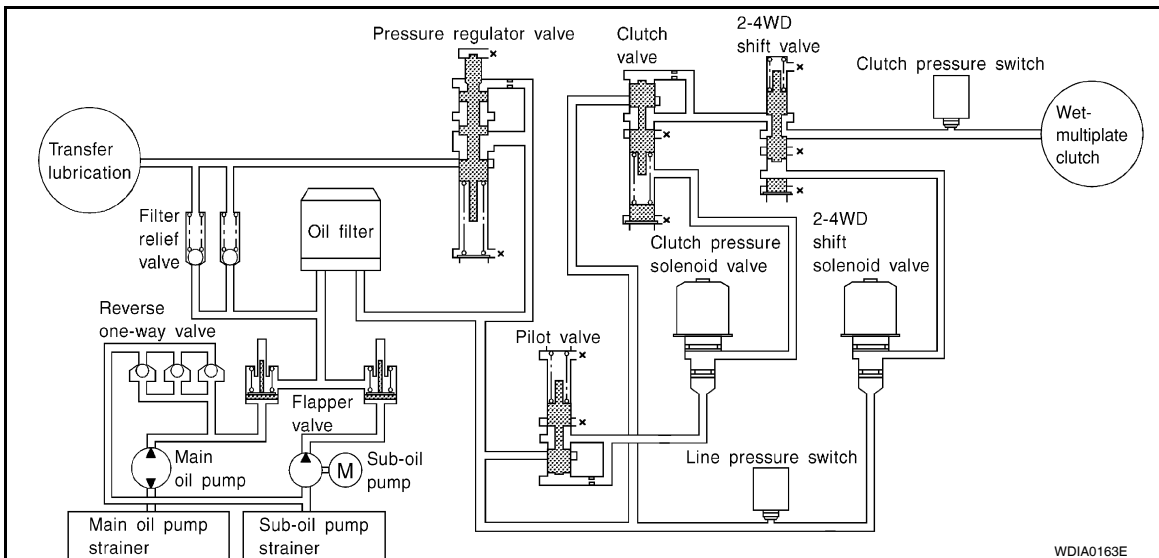 Pressure regulator valve
Clutch
valve
2-4WD
shift valve
Clutch pressure switch
Transfer
lubrication
Wet-
multiplate
clutch
Filter
relief
valve
Oil filter
Clutch pressure
solenoid valve
2-4WD
shift
solenoid valve
Reverse
one-way valve
Pilot valve
Flapper
valve
Main
oil pump
M
Sub-oil
pump
Line pressure switch
Main oil pump
strainer
Sub-oil pump
strainer
WDIA0163E